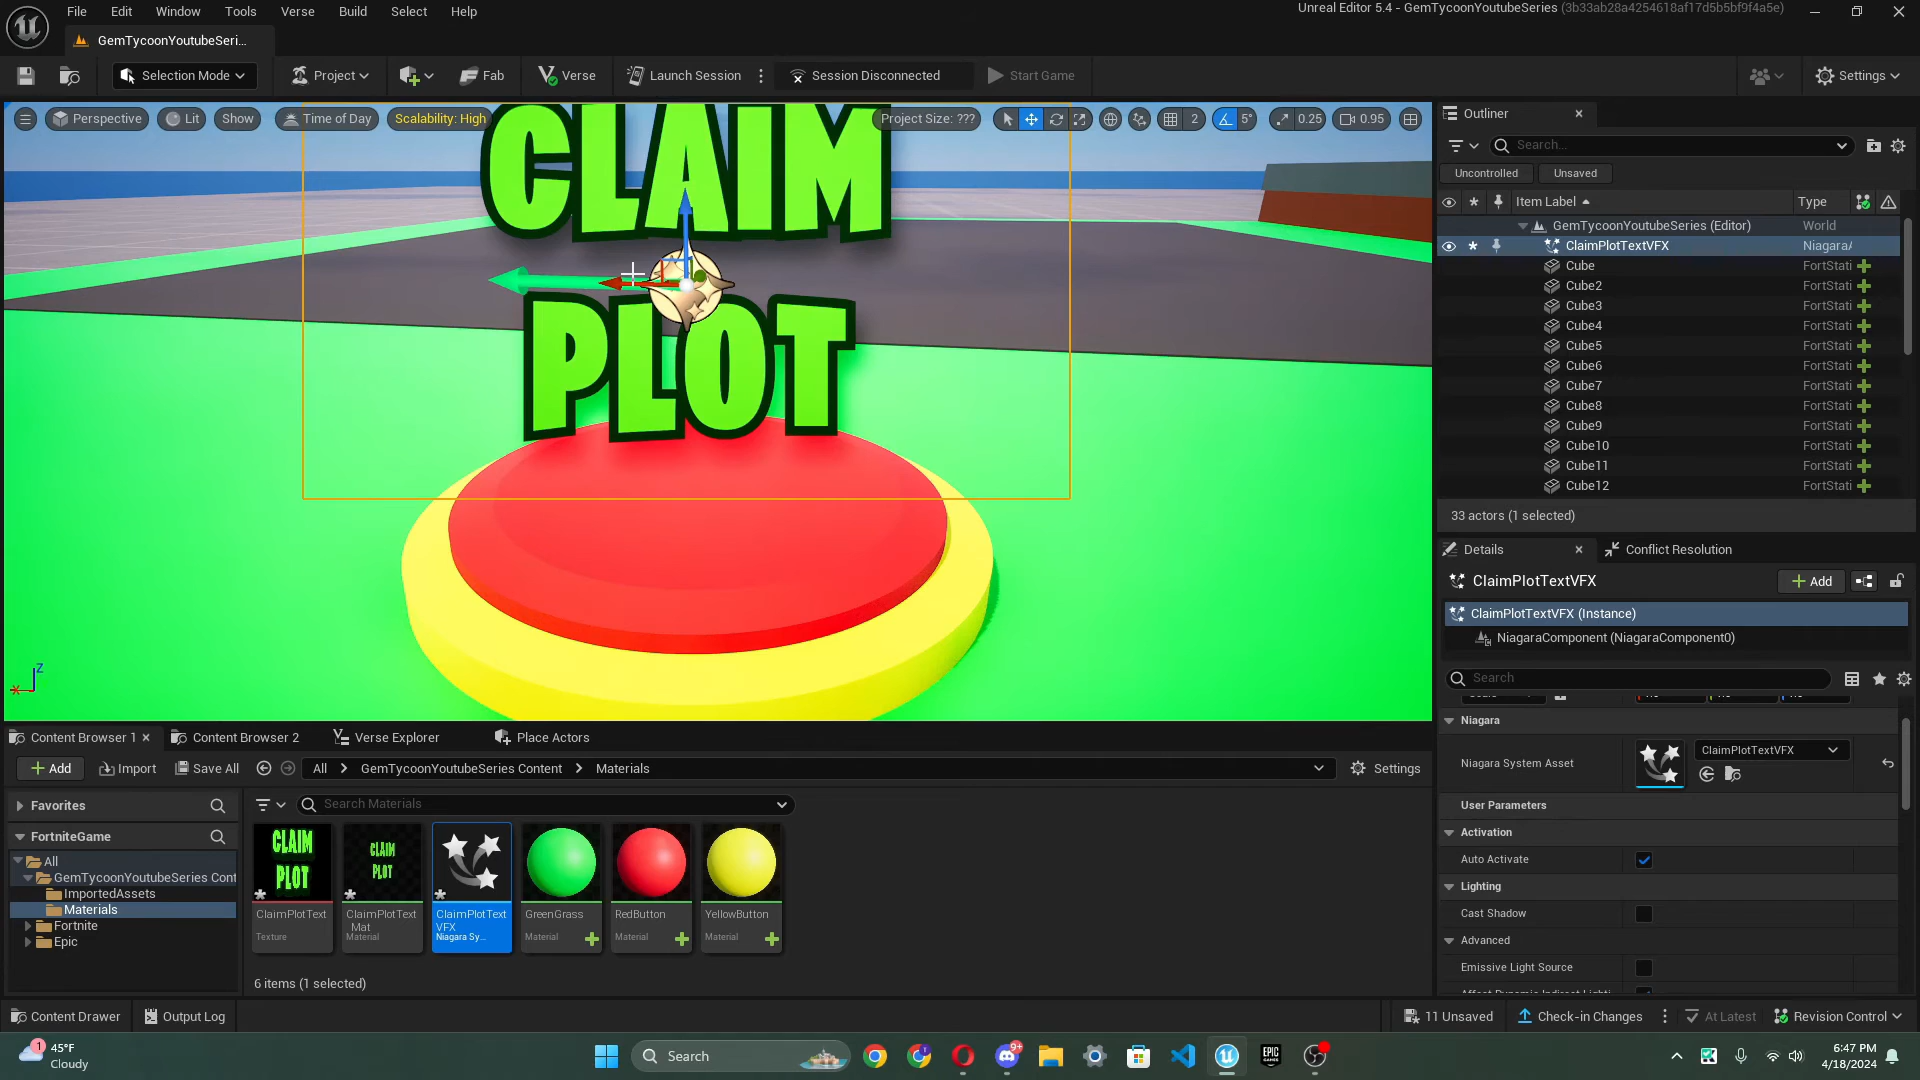 File Edit Window Tools Verse Build Select Help
Unreal Editor 5.4 - GemTycoonYoutubeSeries (3b33ab28a4254618af17d5b5bf9f4a5e)
GemTycoonYoutubeSeri...
Selection Mode Project Fab Verse Launch Session Session Disconnected Start Game Settings
Perspective Lit Show Time of Day Scalability: High Project Size: ??? 2 5° 0.25 0.95
CLAIM
PLOT
Z
X
Outliner
Search...
Uncontrolled Unsaved
Item Label Type
GemTycoonYoutubeSeries (Editor) World
ClaimPlotTextVFX Niagara
Cube FortStati
Cube2 FortStati
Cube3 FortStati
Cube4 FortStati
Cube5 FortStati
Cube6 FortStati
Cube7 FortStati
Cube8 FortStati
Cube9 FortStati
Cube10 FortStati
Cube11 FortStati
Cube12 FortStati
33 actors (1 selected)
Details Conflict Resolution
ClaimPlotTextVFX Add
ClaimPlotTextVFX (Instance)
NiagaraComponent (NiagaraComponent0)
Search
Niagara
Niagara System Asset ClaimPlotTextVFX
User Parameters
Activation
Auto Activate
Lighting
Cast Shadow
Advanced
Emissive Light Source
Content Browser 1 Content Browser 2 Verse Explorer Place Actors
Add Import Save All All GemTycoonYoutubeSeries Content Materials Settings
Favorites
Search Materials
FortniteGame
All
GemTycoonYoutubeSeries Cont
ImportedAssets
Materials
Fortnite
Epic
CLAIM
PLOT
CLAIM
PLOT
ClaimPlotText
Texture
ClaimPlotText
Mat
Material
ClaimPlotText
VFX
Niagara Sy...
GreenGrass
Material
RedButton
Material
YellowButton
Material
6 items (1 selected)
Content Drawer Output Log 11 Unsaved Check-in Changes At Latest Revision Control
1
45°F
Cloudy
Search
9+
EPIC
GAMES
6:47 PM
4/18/2024